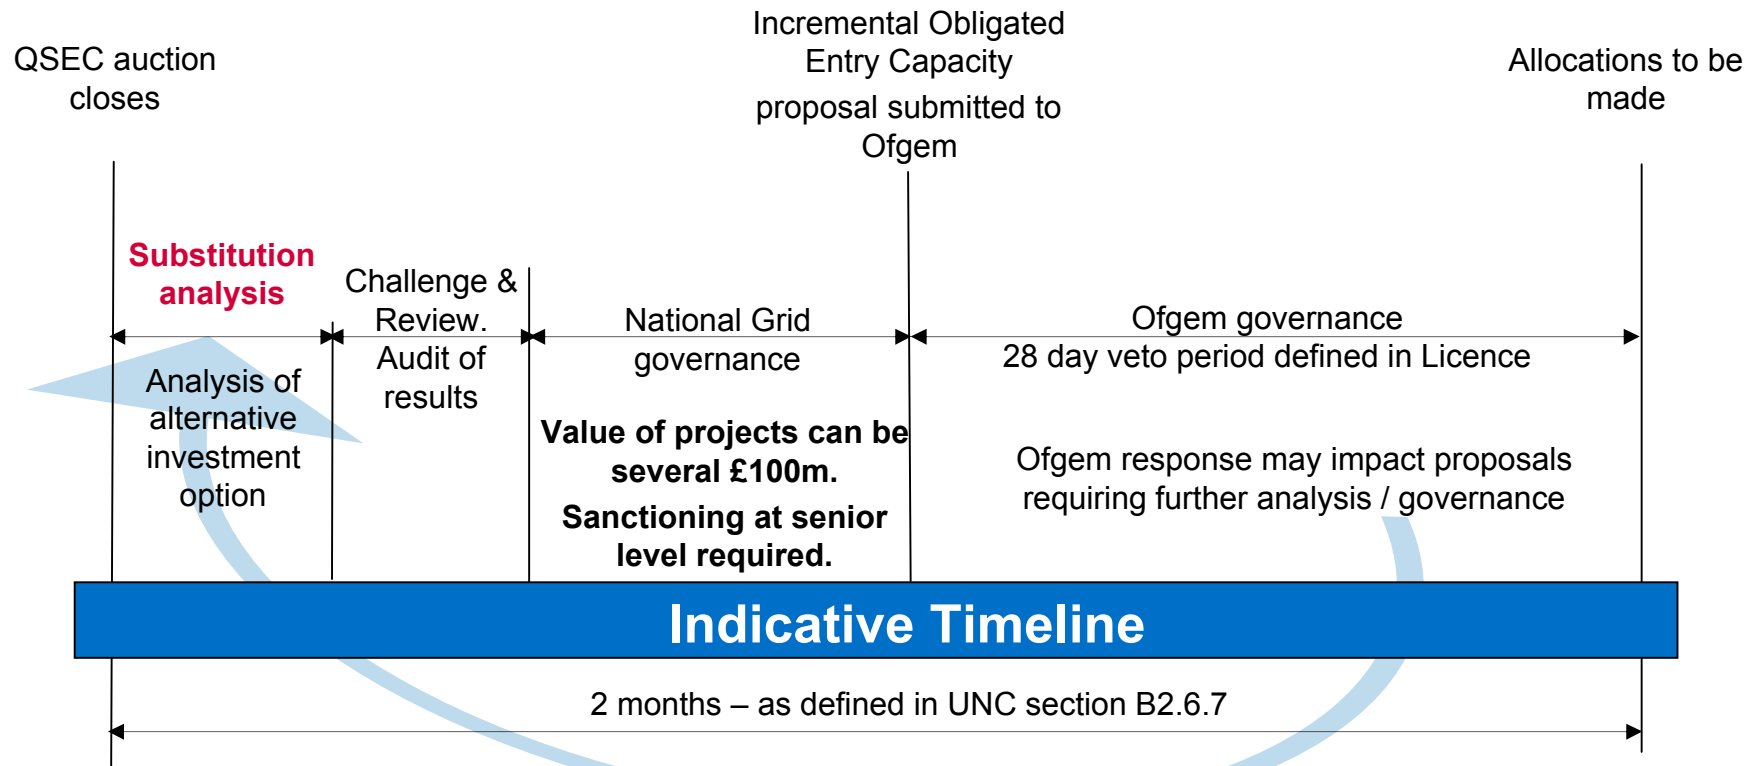 QSEC auction
closes
Incremental Obligated
Entry Capacity
proposal submitted to
Ofgem
Allocations to be
made
Substitution
analysis
Analysis of
alternative
investment
option
Challenge &
Review.
Audit of
results
National Grid
governance
Value of projects can be
several £100m.
Sanctioning at senior
level required.
Ofgem governance
28 day veto period defined in Licence
Ofgem response may impact proposals
requiring further analysis / governance
Indicative Timeline
2 months – as defined in UNC section B2.6.7